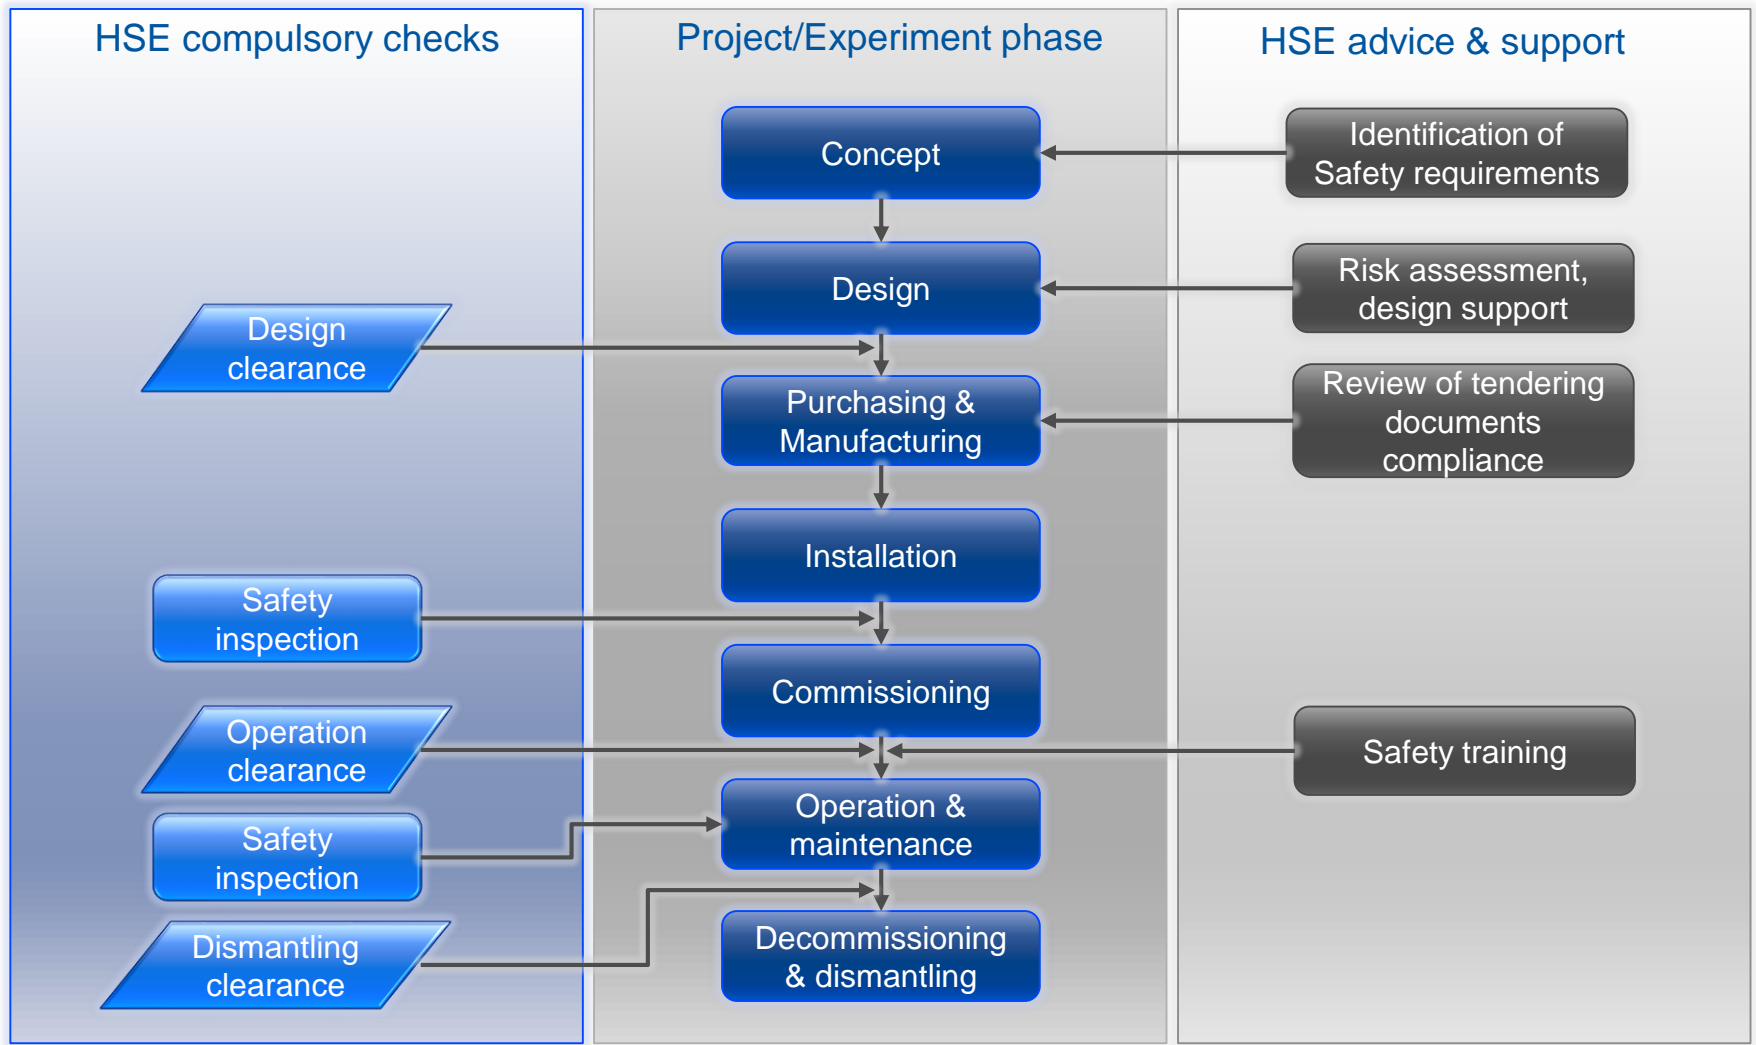 HSE compulsory checks
Project/Experiment phase
HSE advice & support
Concept
Identification of
Safety requirements
Design
Risk assessment,
design support
Design
clearance
Purchasing &
Manufacturing
Review of tendering
documents
compliance
Installation
Safety
inspection
Commissioning
Operation
clearance
Safety training
Operation &
maintenance
Safety
inspection
Decommissioning
& dismantling
Dismantling
clearance